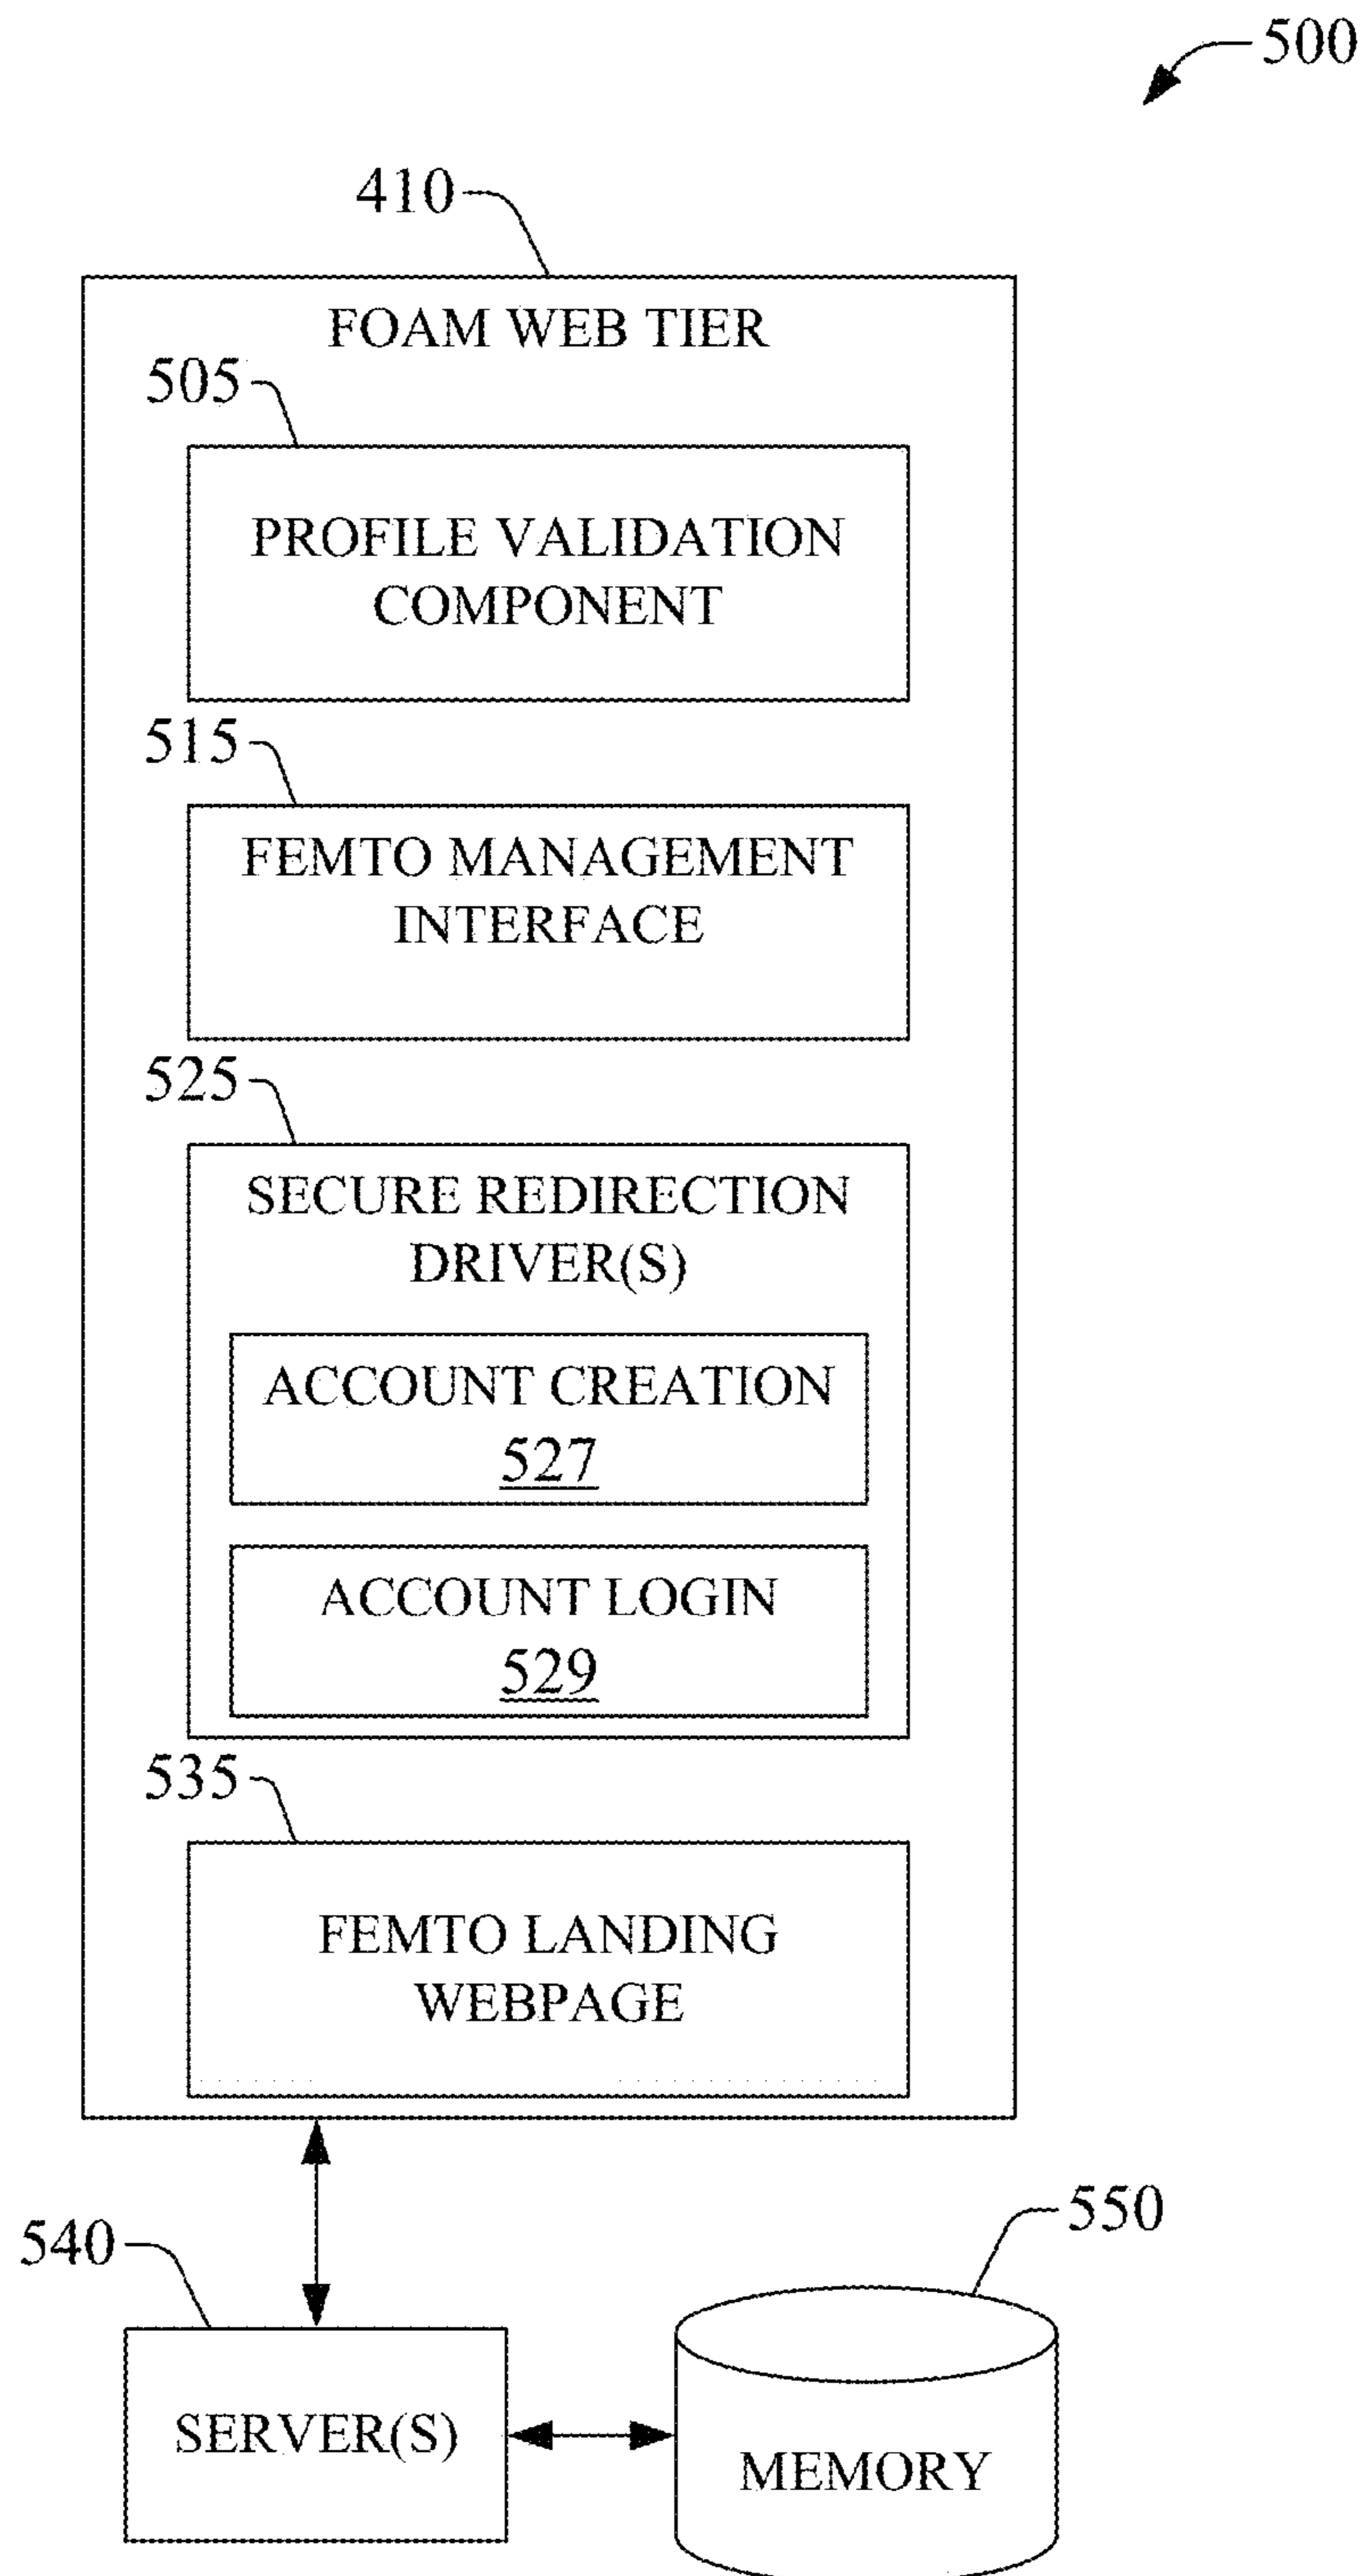 500
410
FOAM WEB TIER
505
PROFILE VALIDATION
COMPONENT
515
FEMTO MANAGEMENT
INTERFACE
525
SECURE REDIRECTION
DRIVER(S)
ACCOUNT CREATION
527
ACCOUNT LOGIN
529
535
FEMTO LANDING
WEBPAGE
540
550
SERVER(S)
MEMORY